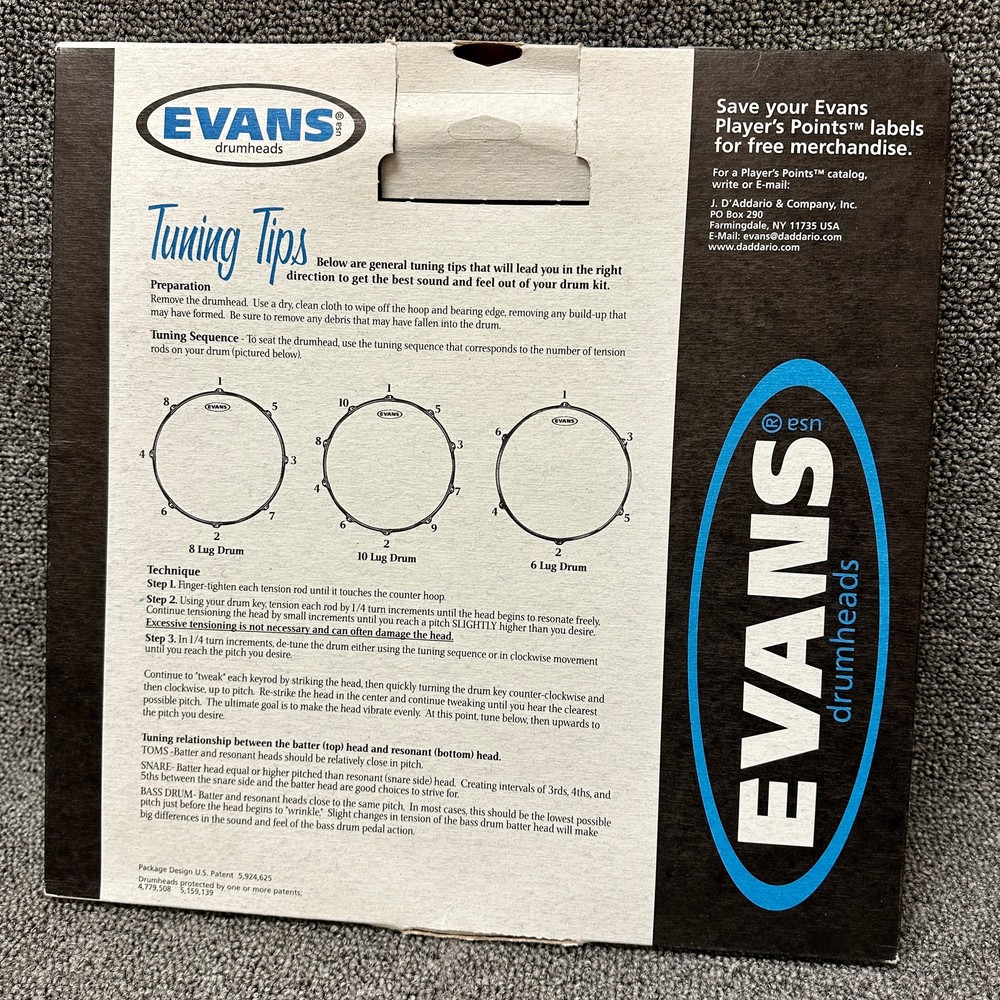 EVANS®
usa
drumheads
Tuning Tips
Below are general tuning tips that will lead you in the right
direction to get the best sound and feel out of your drum kit.
Preparation
Remove the drumhead. Use a dry, clean cloth to wipe off the hoop and bearing edge, removing any build-up that
may have formed. Be sure to remove any debris that may have fallen into the drum.
Tuning Sequence - To seat the drumhead, use the tuning sequence that corresponds to the number of tension
rods on your drum (pictured below).
1
8
5
EVANS
4
3
6
7
2
8 Lug Drum
1
10
5
EVANS
8
3
4
7
6
9
2
10 Lug Drum
1
EVANS
6
3
4
5
2
6 Lug Drum
Technique
Step 1. Finger-tighten each tension rod until it touches the counter hoop.
Step 2. Using your drum key, tension each rod by 1/4 turn increments until the head begins to resonate freely.
Continue tensioning the head by small increments until you reach a pitch SLIGHTLY higher than you desire.
Excessive tensioning is not necessary and can often damage the head.
Step 3. In 1/4 turn increments, de-tune the drum either using the tuning sequence or in clockwise movement
until you reach the pitch you desire.
Continue to "tweak" each keyrod by striking the head, then quickly turning the drum key counter-clockwise and
then clockwise, up to pitch. Re-strike the head in the center and continue tweaking until you hear the clearest
possible pitch. The ultimate goal is to make the head vibrate evenly. At this point, tune below, then upwards to
the pitch you desire.
Tuning relationship between the batter (top) head and resonant (bottom) head.
TOMS -Batter and resonant heads should be relatively close in pitch.
SNARE- Batter head equal or higher pitched than resonant (snare side) head. Creating intervals of 3rds, 4ths, and
5ths between the snare side and the batter head are good choices to strive for.
BASS DRUM- Batter and resonant heads close to the same pitch. In most cases, this should be the lowest possible
pitch just before the head begins to "wrinkle." Slight changes in tension of the bass drum batter head will make
big differences in the sound and feel of the bass drum pedal action.
Package Design U.S. Patent 5,924,625
Drumheads protected by one or more patents;
4,779,508 5,159,139
Save your Evans
Player's Points™ labels
for free merchandise.
For a Player's Points™ catalog,
write or E-mail:
J. D'Addario & Company, Inc.
PO Box 290
Farmingdale, NY 11735 USA
E-Mail: evans@daddario.com
www.daddario.com
EVANS
usa ®
drumheads